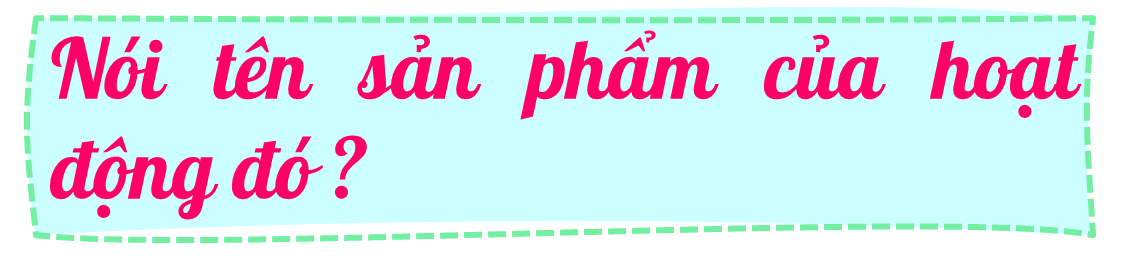 Nói tên sản phẩm của hoạt
động đó ?